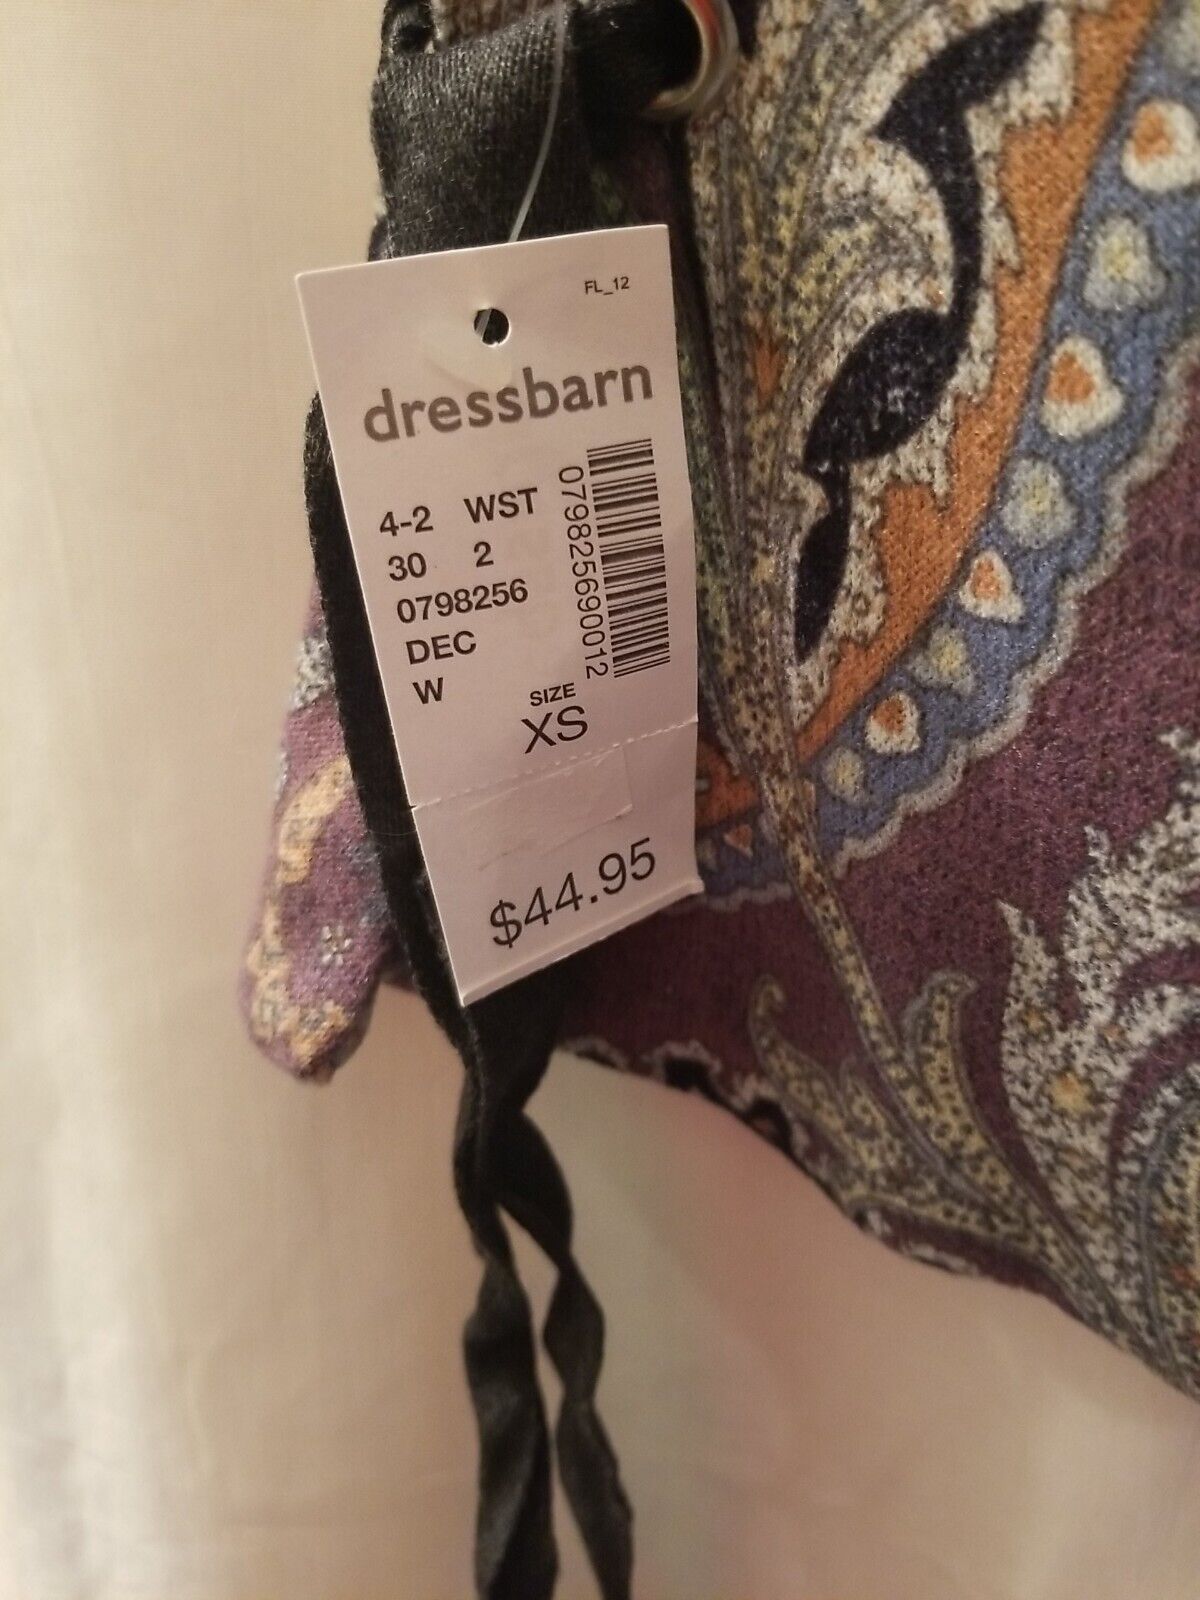 FL_12
dressbarn
4-2 WST
30 2
0798256
DEC
W
079825690012
SIZE
XS
$44.95